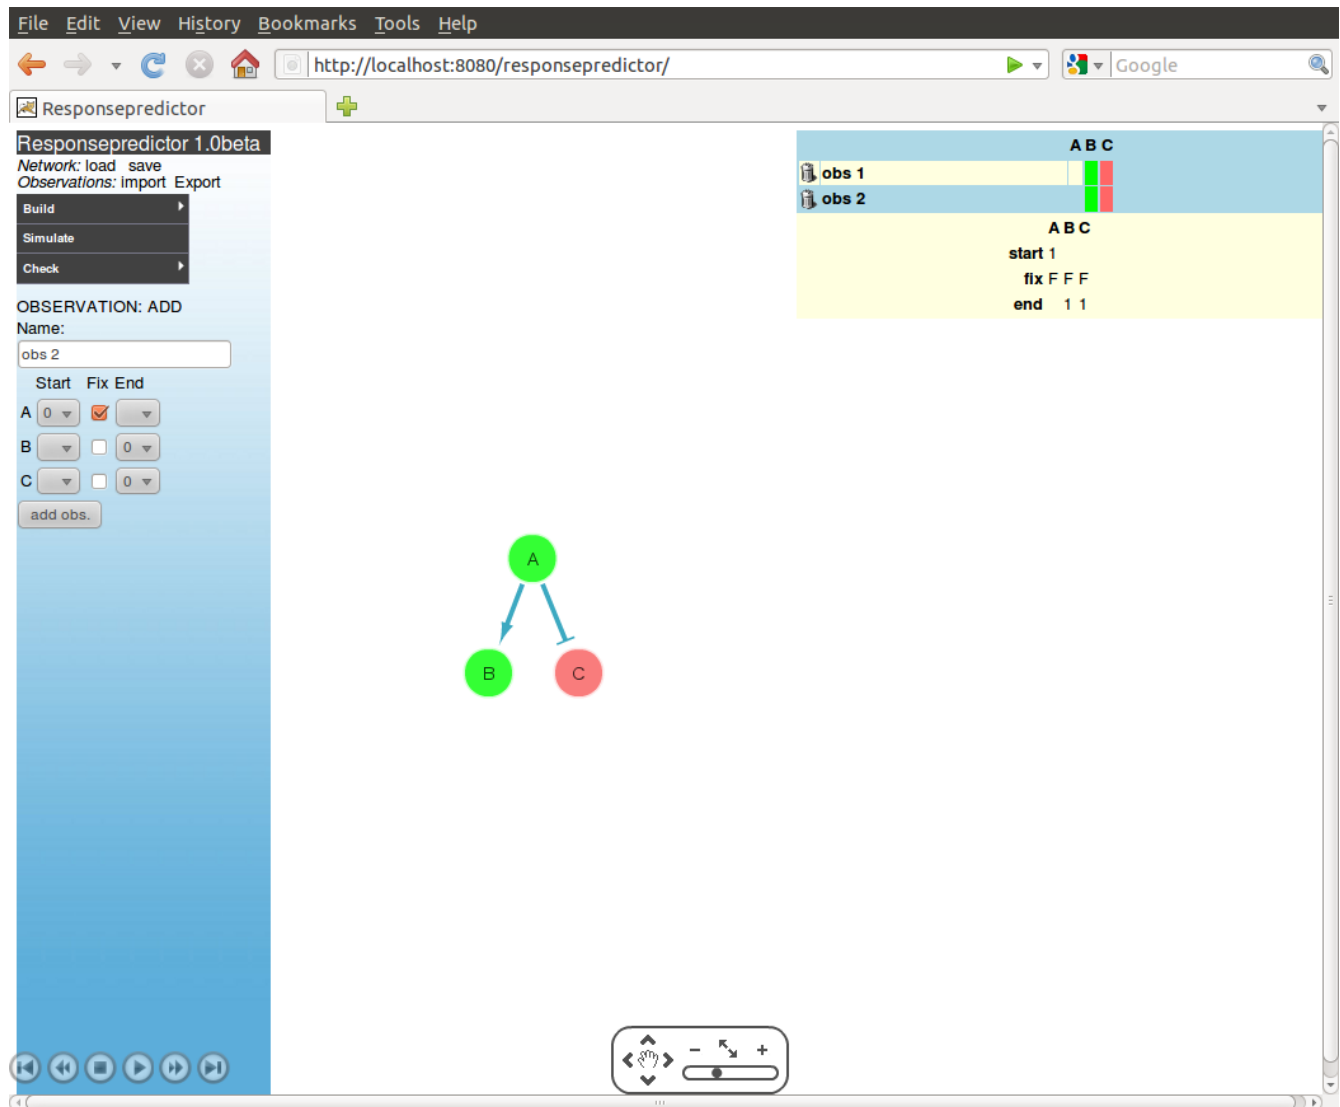 File Edit View History Bookmarks Tools Help
http://localhost:8080/responsepredictor/ Google
Responsepredictor
Responsepredictor 1.0beta
Network: load save
Observations: import Export
Build
Simulate
Check
OBSERVATION: ADD
Name:
obs 2
Start Fix End
A 0
B 0
C 0
add obs.
A
B C
A B C
obs 1
obs 2
A B C
start 1
fix F F F
end 1 1